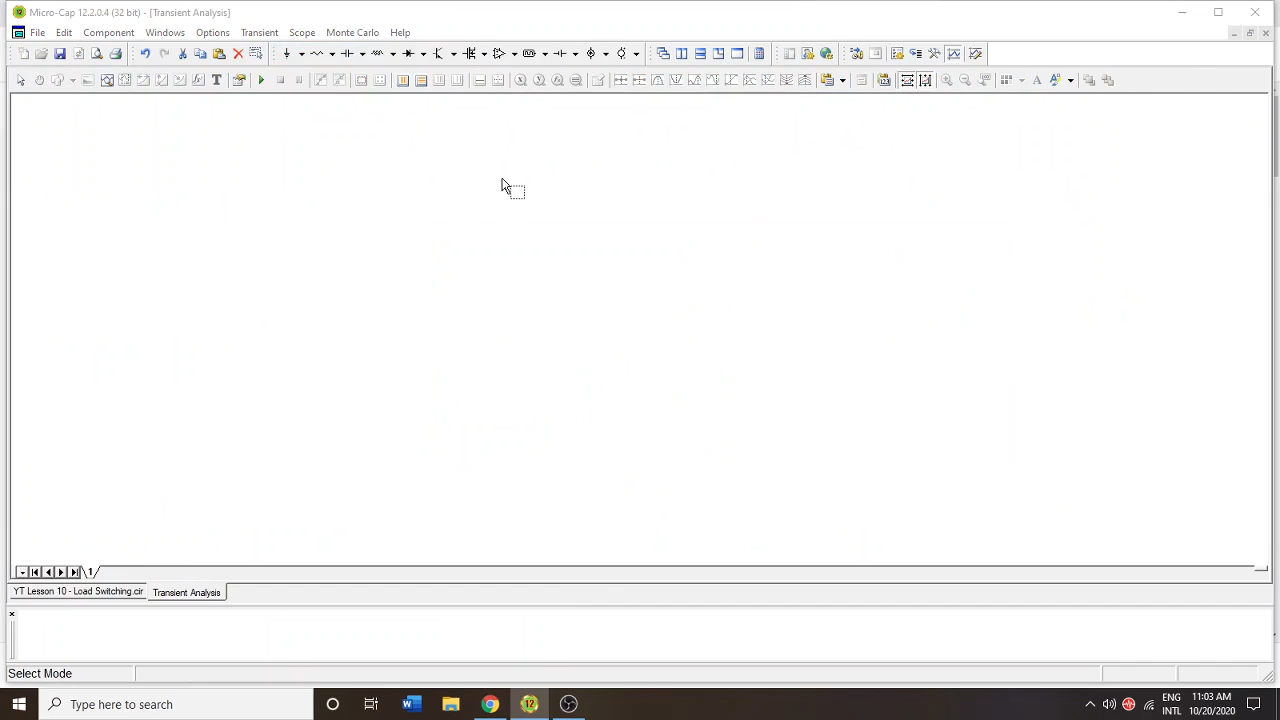 Micro-Cap 12.2.0.4 (32 bit) - [Transient Analysis]
File Edit Component Windows Options Transient Scope Monte Carlo Help
1
YT Lesson 10 - Load Switching.cir Transient Analysis
Select Mode
Type here to search
ENG
INTL
11:03 AM
10/20/2020